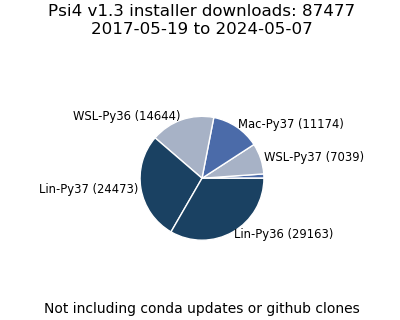 Psi4 v1.3 installer downloads: 87477
2017-05-19 to 2024-05-07
WSL-Py36 (14644)
Mac-Py37 (11174)
WSL-Py37 (7039)
Lin-Py37 (24473)
Lin-Py36 (29163)
Not including conda updates or github clones